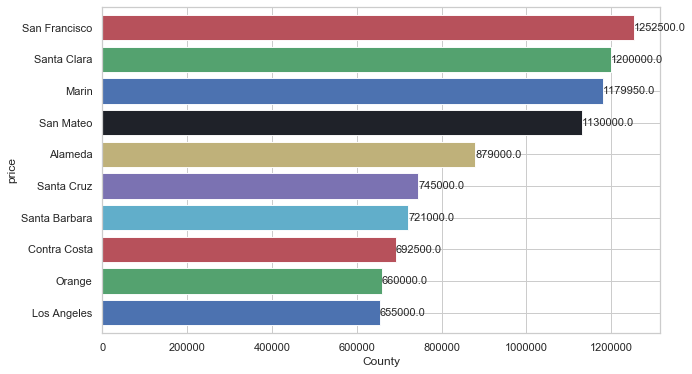 San Francisco 1252500.0
Santa Clara 1200000.0
Marin 1179950.0
San Mateo 1130000.0
Alameda 879000.0
price
Santa Cruz 745000.0
Santa Barbara 721000.0
Contra Costa 692500.0
Orange 660000.0
Los Angeles 655000.0
0 200000 400000 600000 800000 1000000 1200000
County